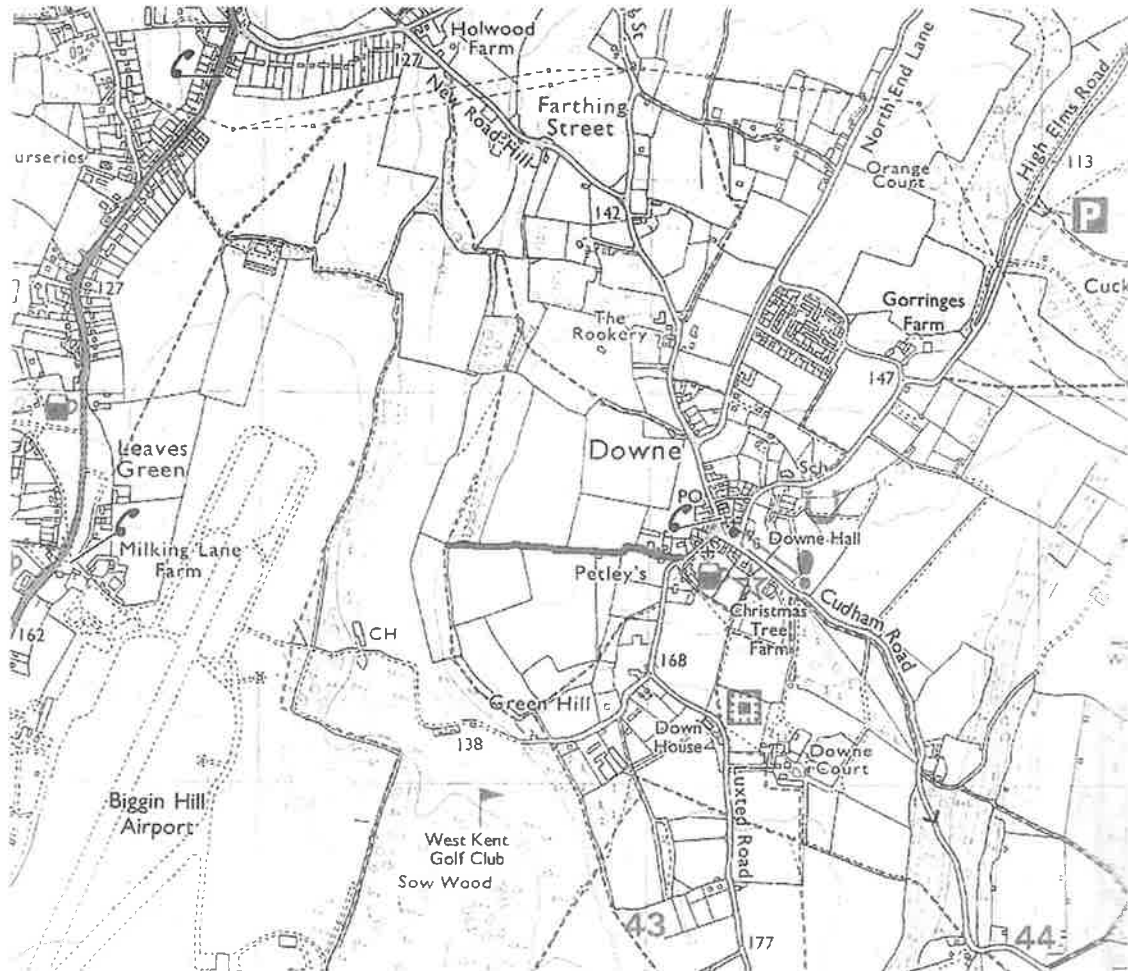 Holwood
Farm
127
New Road Hill
Farthing
Street
North End Lane
High Elms Road
113
P
urseries
Orange
Court
142
127
The
Rookery
Gorringes
Farm
Cuck
147
Leaves
Green
Downe
Sch
PO
Downe Hall
Milking Lane
Farm
Petley's
Christmas
Tree
Farm
Cudham Road
162
CH
168
Green Hill
138
Down
House
Downe
Court
Luxted Road
Biggin Hill
Airport
West Kent
Golf Club
Sow Wood
43
177
44